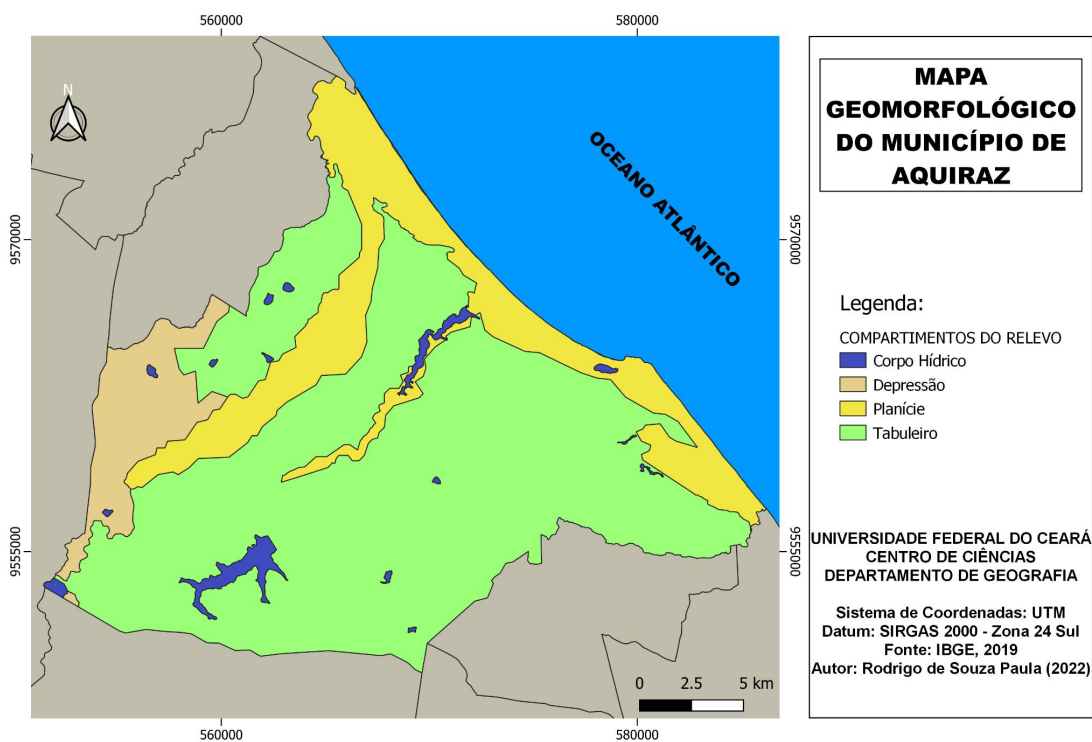 560000
580000
N
9570000
9570000
9555000
9555000
OCEANO ATLÂNTICO
0
2.5
5 km
560000
580000
MAPA
GEOMORFOLÓGICO
DO MUNICÍPIO DE
AQUIRAZ
Legenda:
COMPARTIMENTOS DO RELEVO
Corpo Hídrico
Depressão
Planície
Tabuleiro
UNIVERSIDADE FEDERAL DO CEARÁ
CENTRO DE CIÊNCIAS
DEPARTAMENTO DE GEOGRAFIA
Sistema de Coordenadas: UTM
Datum: SIRGAS 2000 - Zona 24 Sul
Fonte: IBGE, 2019
Autor: Rodrigo de Souza Paula (2022)